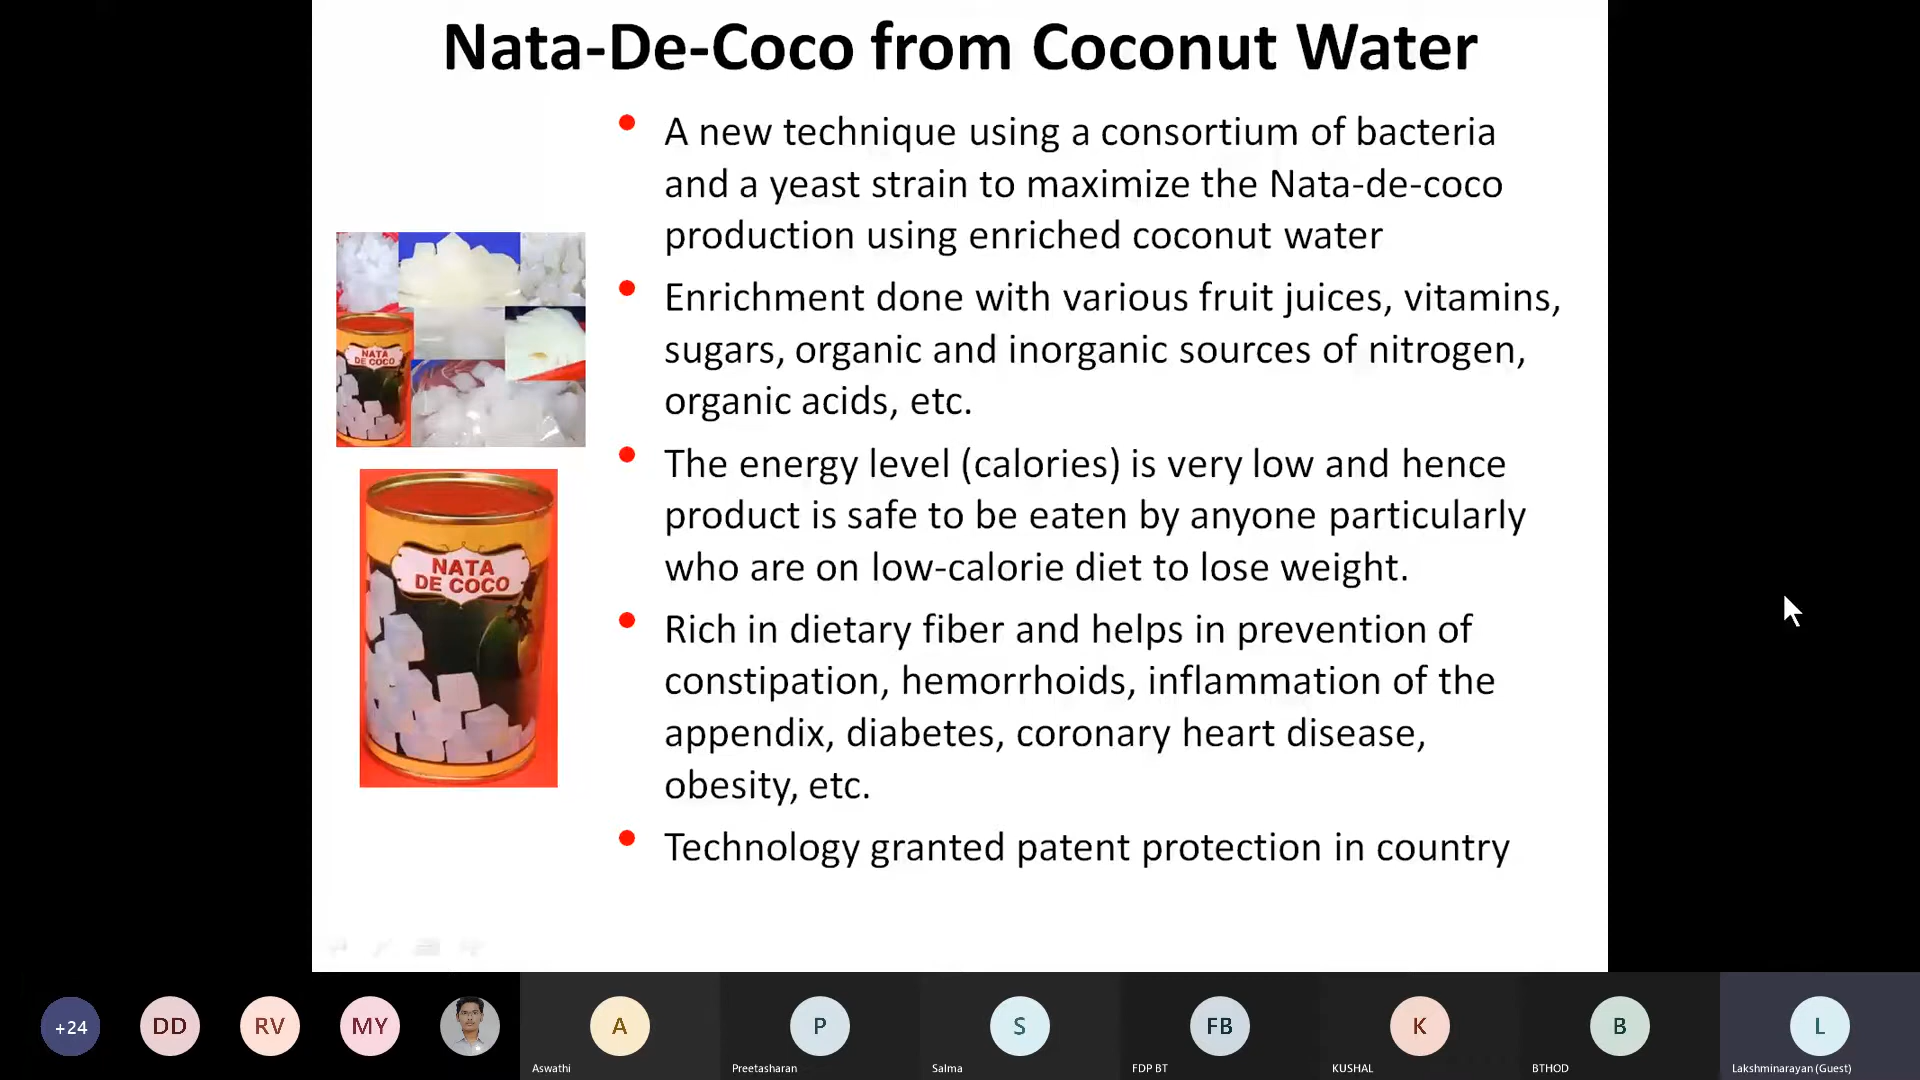 Nata-De-Coco from Coconut Water
A new technique using a consortium of bacteria
and a yeast strain to maximize the Nata-de-coco
production using enriched coconut water
Enrichment done with various fruit juices, vitamins,
sugars, organic and inorganic sources of nitrogen,
organic acids, etc.
The energy level (calories) is very low and hence
product is safe to be eaten by anyone particularly
who are on low-calorie diet to lose weight.
Rich in dietary fiber and helps in prevention of
constipation, hemorrhoids, inflammation of the
appendix, diabetes, coronary heart disease,
obesity, etc.
Technology granted patent protection in country
NATA
DE COCO
NATA
DE COCO
+24
DD
RV
MY
A
P
S
FB
K
B
L
Aswathi
Preetasharan
Salma
FDP BT
KUSHAL
BTHOD
Lakshminarayan (Guest)